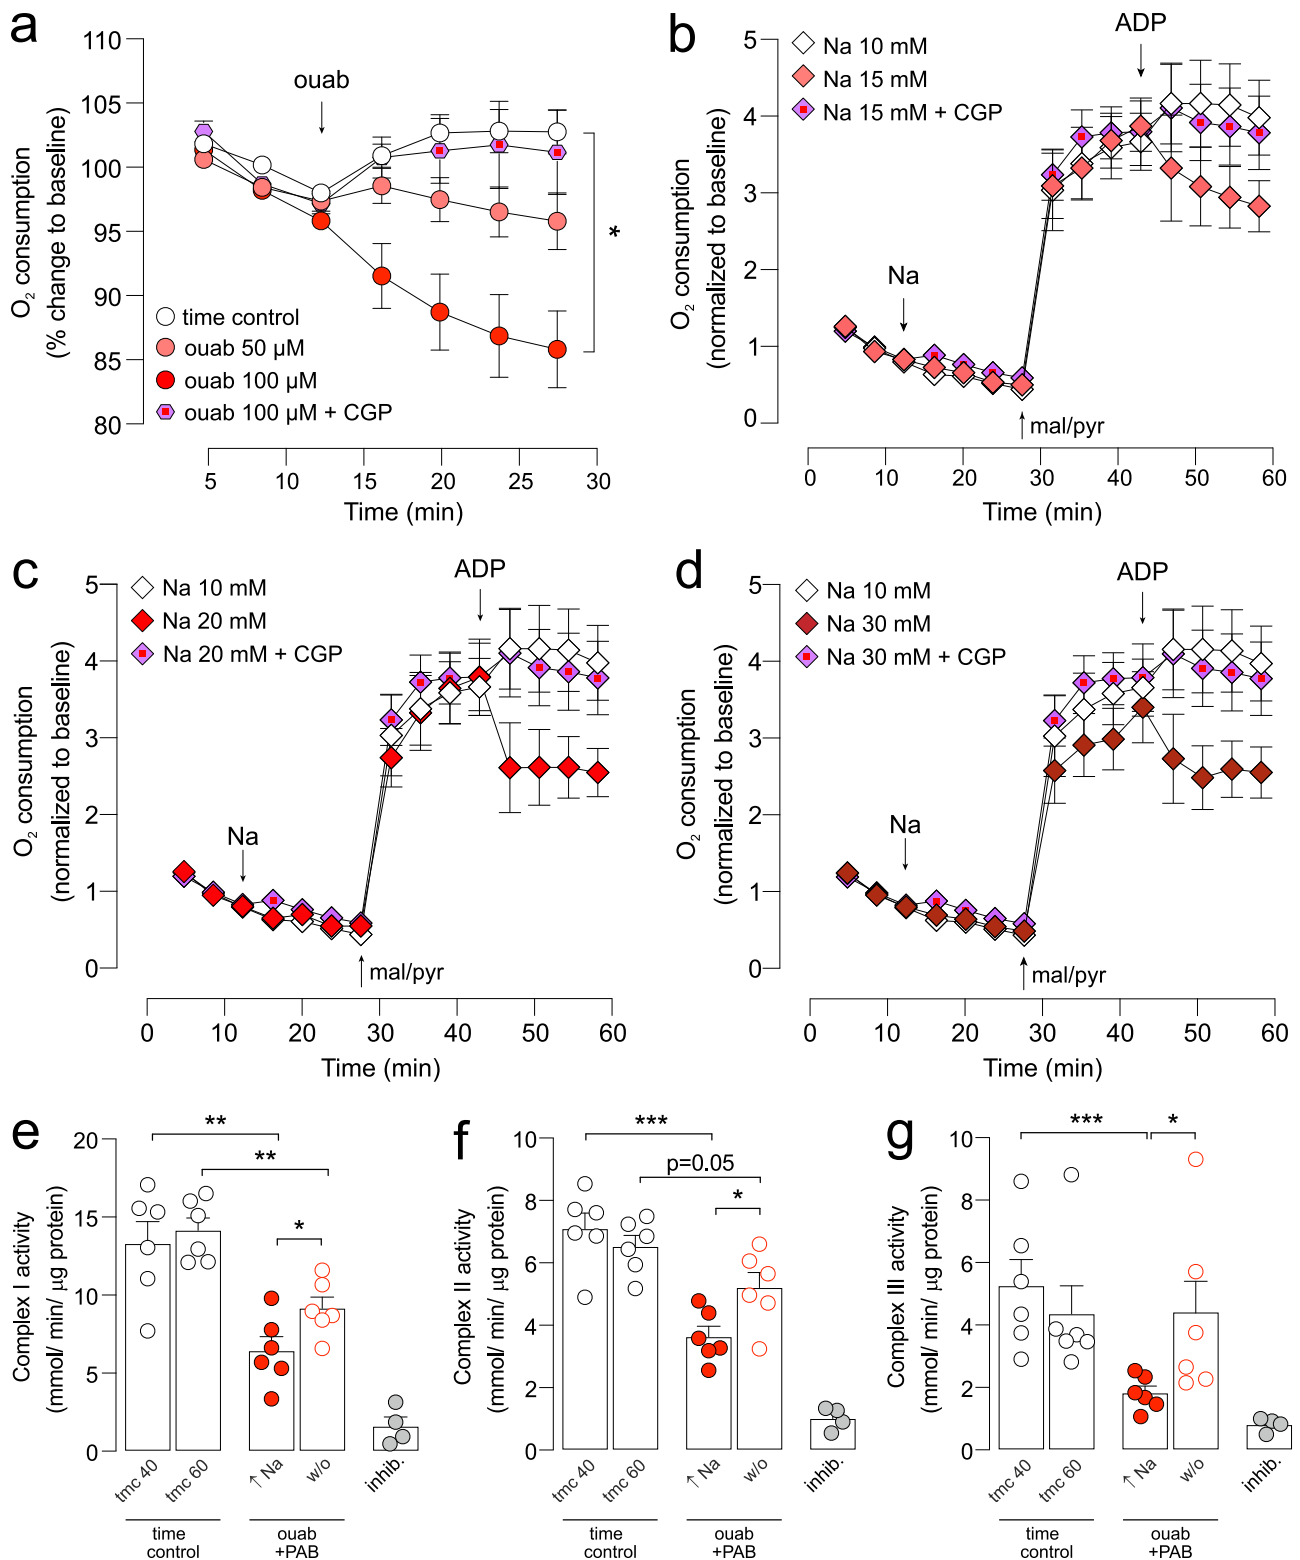 a
110
105
100
95
90
85
80
O₂ consumption
(% change to baseline)
ouab
*
time control
ouab 50 µM
ouab 100 µM
ouab 100 µM + CGP
5
10
15
20
25
30
Time (min)
b
5
4
3
2
1
0
O₂ consumption
(normalized to baseline)
Na 10 mM
Na 15 mM
Na 15 mM + CGP
ADP
Na
mal/pyr
0
10
20
30
40
50
60
Time (min)
c
5
4
3
2
1
0
O₂ consumption
(normalized to baseline)
Na 10 mM
Na 20 mM
Na 20 mM + CGP
ADP
Na
mal/pyr
0
10
20
30
40
50
60
Time (min)
d
5
4
3
2
1
0
O₂ consumption
(normalized to baseline)
Na 10 mM
Na 30 mM
Na 30 mM + CGP
ADP
Na
mal/pyr
0
10
20
30
40
50
60
Time (min)
e
20
15
10
5
0
Complex I activity
(mmol/ min/ µg protein)
**
**
*
tmc 40
tmc 60
↑ Na
w/o
inhib.
time
control
ouab
+PAB
f
10
8
6
4
2
0
Complex II activity
(mmol/ min/ µg protein)
***
p=0.05
*
tmc 40
tmc 60
↑ Na
w/o
inhib.
time
control
ouab
+PAB
g
10
8
6
4
2
0
Complex III activity
(mmol/ min/ µg protein)
***
*
tmc 40
tmc 60
↑ Na
w/o
inhib.
time
control
ouab
+PAB